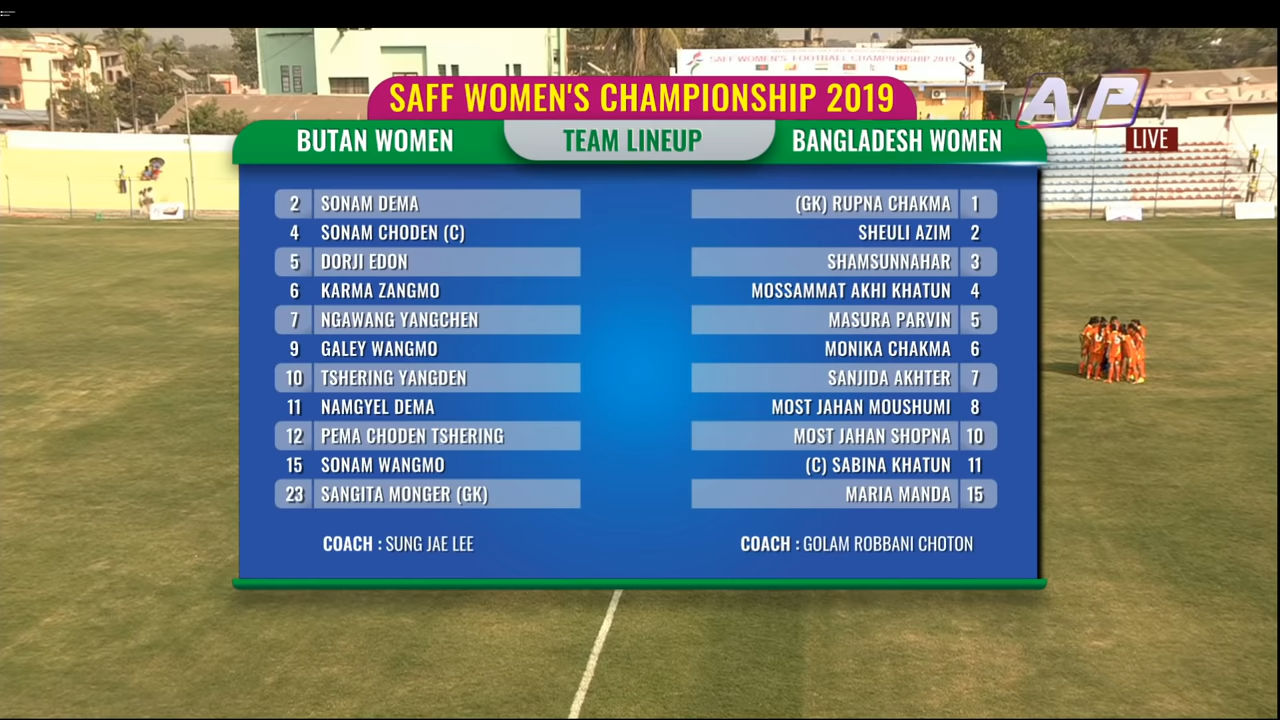 SAFF WOMEN'S FOOTBALL CHAMPIONSHIP 2019
SAFF WOMEN'S CHAMPIONSHIP 2019
AP
LIVE
BUTAN WOMEN TEAM LINEUP BANGLADESH WOMEN
2 SONAM DEMA (GK) RUPNA CHAKMA 1
4 SONAM CHODEN (C) SHEULI AZIM 2
5 DORJI EDON SHAMSUNNAHAR 3
6 KARMA ZANGMO MOSSAMMAT AKHI KHATUN 4
7 NGAWANG YANGCHEN MASURA PARVIN 5
9 GALEY WANGMO MONIKA CHAKMA 6
10 TSHERING YANGDEN SANJIDA AKHTER 7
11 NAMGYEL DEMA MOST JAHAN MOUSHUMI 8
12 PEMA CHODEN TSHERING MOST JAHAN SHOPNA 10
15 SONAM WANGMO (C) SABINA KHATUN 11
23 SANGITA MONGER (GK) MARIA MANDA 15
COACH : SUNG JAE LEE COACH : GOLAM ROBBANI CHOTON